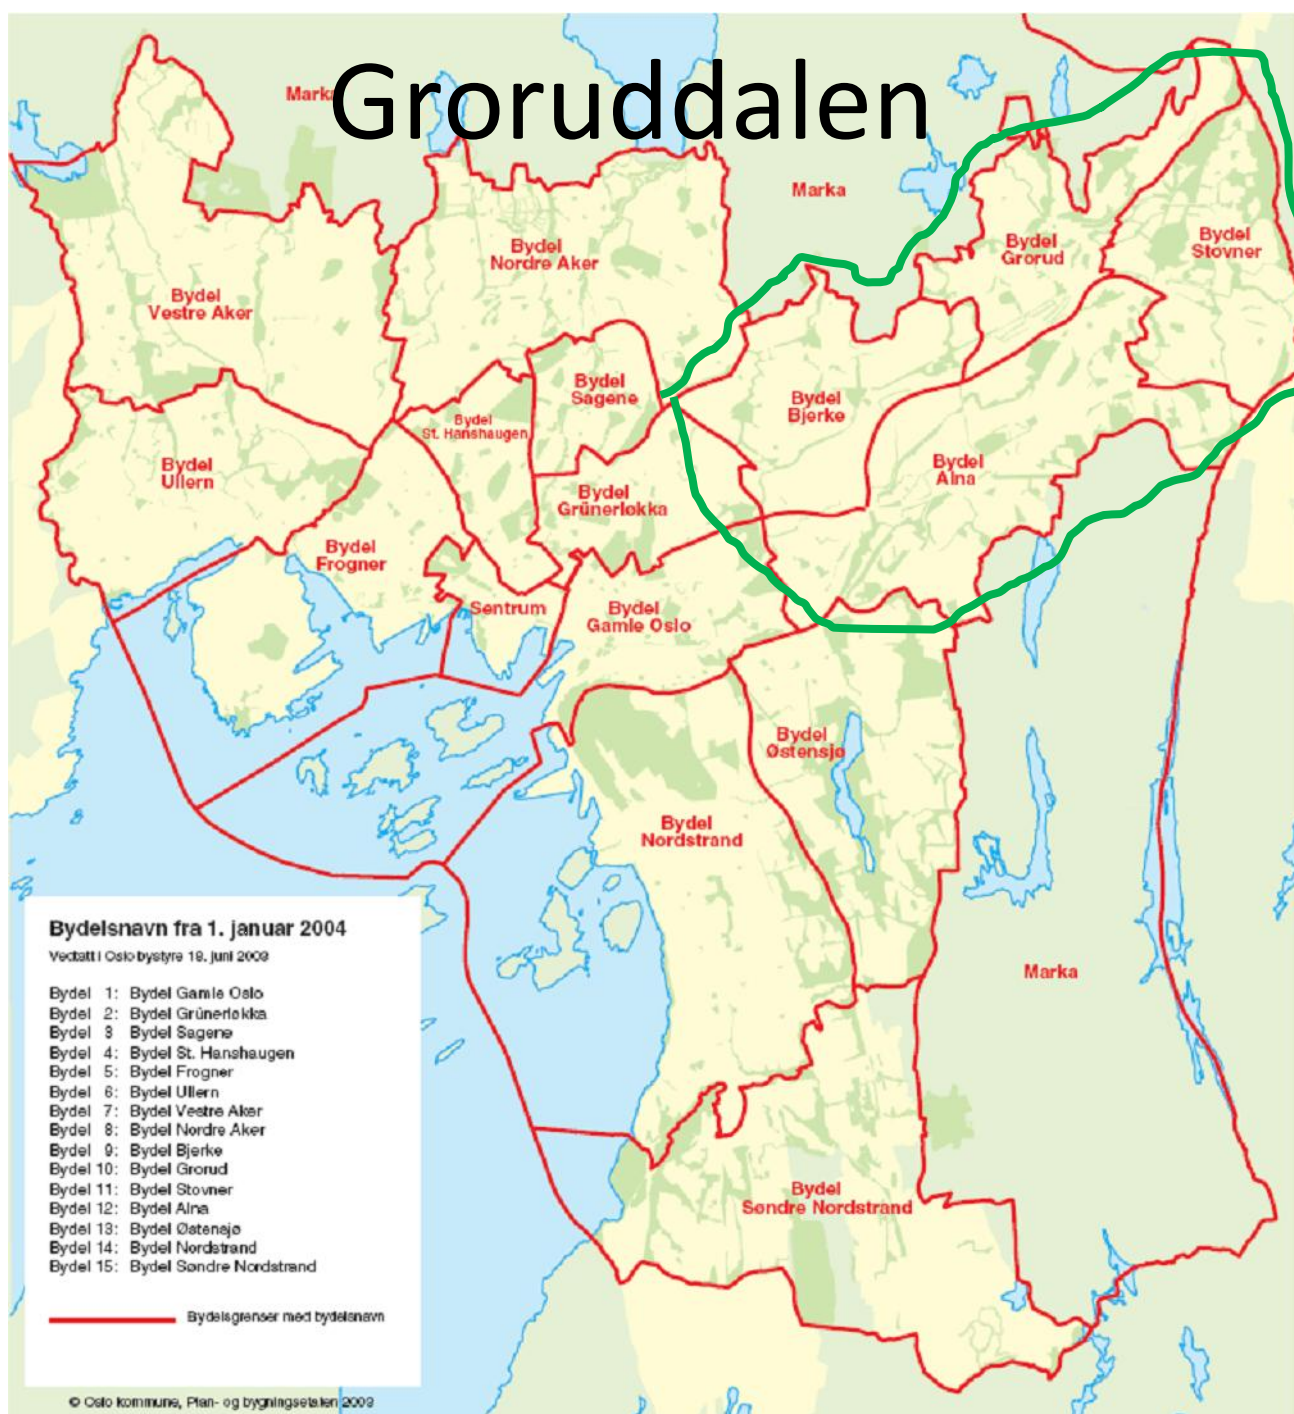 Groruddalen
Marka
Marka
Bydel
Nordre Aker
Bydel
Grorud
Bydel
Stovner
Bydel
Vestre Aker
Bydel
Sagene
Bydel
Bjerke
Bydel
St. Hanshaugen
Bydel
Ullern
Bydel
Alna
Bydel
Grünerløkka
Bydel
Frogner
Sentrum
Bydel
Gamle Oslo
Bydel
Østensjø
Bydel
Nordstrand
Marka
Bydel
Søndre Nordstrand
Bydelsnavn fra 1. januar 2004
Vedtatt i Oslo bystyre 18. juni 2003
Bydel 1: Bydel Gamle Oslo
Bydel 2: Bydel Grünerløkka
Bydel 3 Bydel Sagene
Bydel 4: Bydel St. Hanshaugen
Bydel 5: Bydel Frogner
Bydel 6: Bydel Ullern
Bydel 7: Bydel Vestre Aker
Bydel 8: Bydel Nordre Aker
Bydel 9: Bydel Bjerke
Bydel 10: Bydel Grorud
Bydel 11: Bydel Stovner
Bydel 12: Bydel Alna
Bydel 13: Bydel Østensjø
Bydel 14: Bydel Nordstrand
Bydel 15: Bydel Søndre Nordstrand
Bydelsgrenser med bydelsnavn
© Oslo kommune, Plan- og bygningsetaten 2003